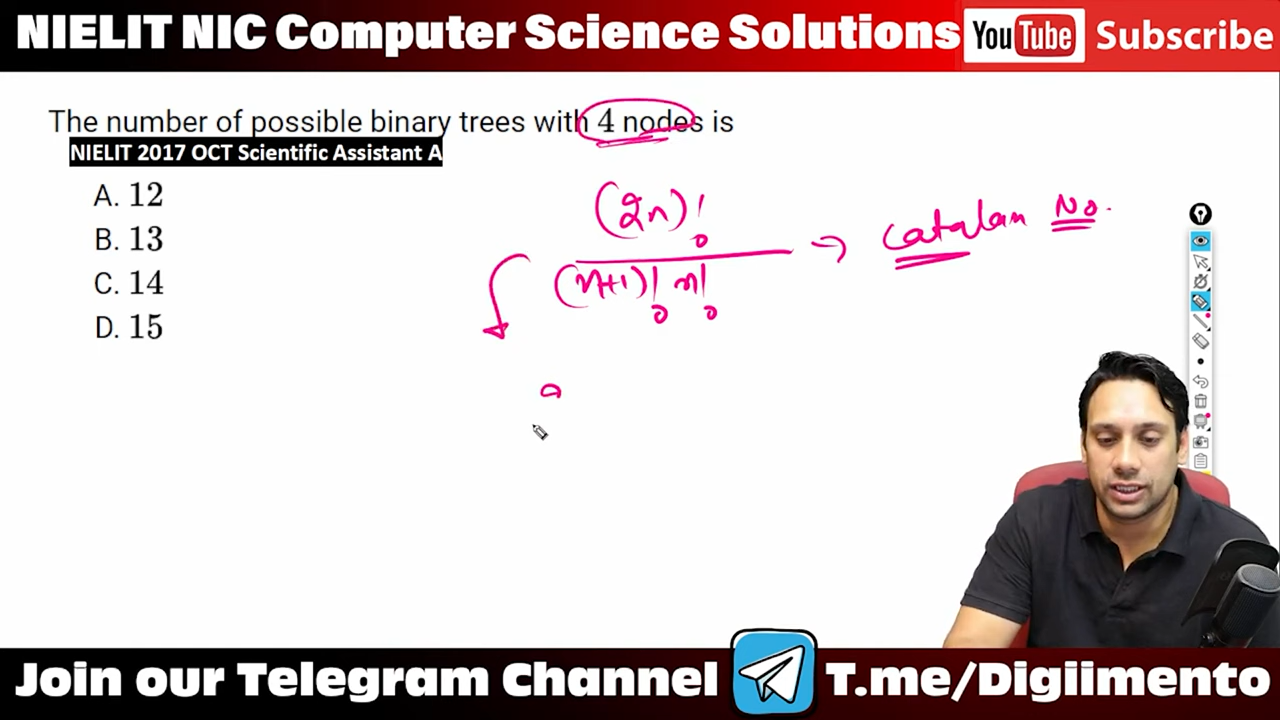 NIELIT NIC Computer Science Solutions YouTube Subscribe
The number of possible binary trees with 4 nodes is
NIELIT 2017 OCT Scientific Assistant A
A. 12
B. 13
C. 14
D. 15
(2n)!
(n+1)! n!
→ Catalan No.
Join our Telegram Channel T.me/Digiimento